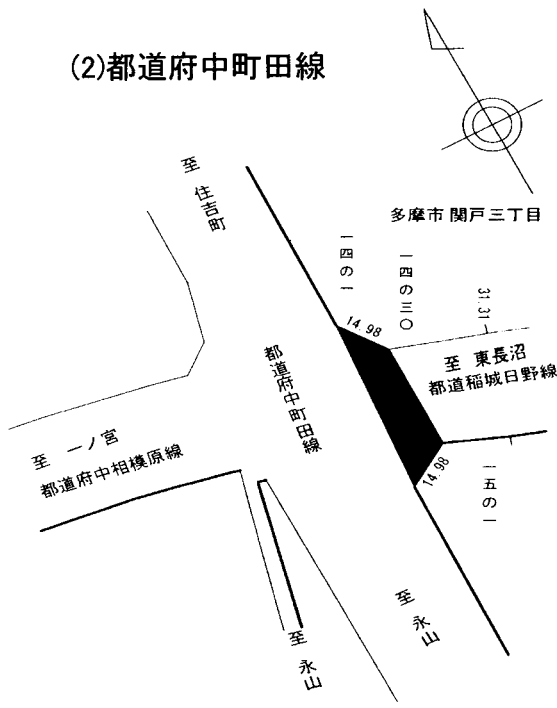 (2)都道府中町田線
至 住吉町
多摩市 関戸三丁目
一四の一
一四の三〇
14.98
31.31
至 東長沼
都道稲城日野線
都道府中町田線
至 一ノ宮
都道府中相模原線
14.98
一五の一
至 永山
至 永山